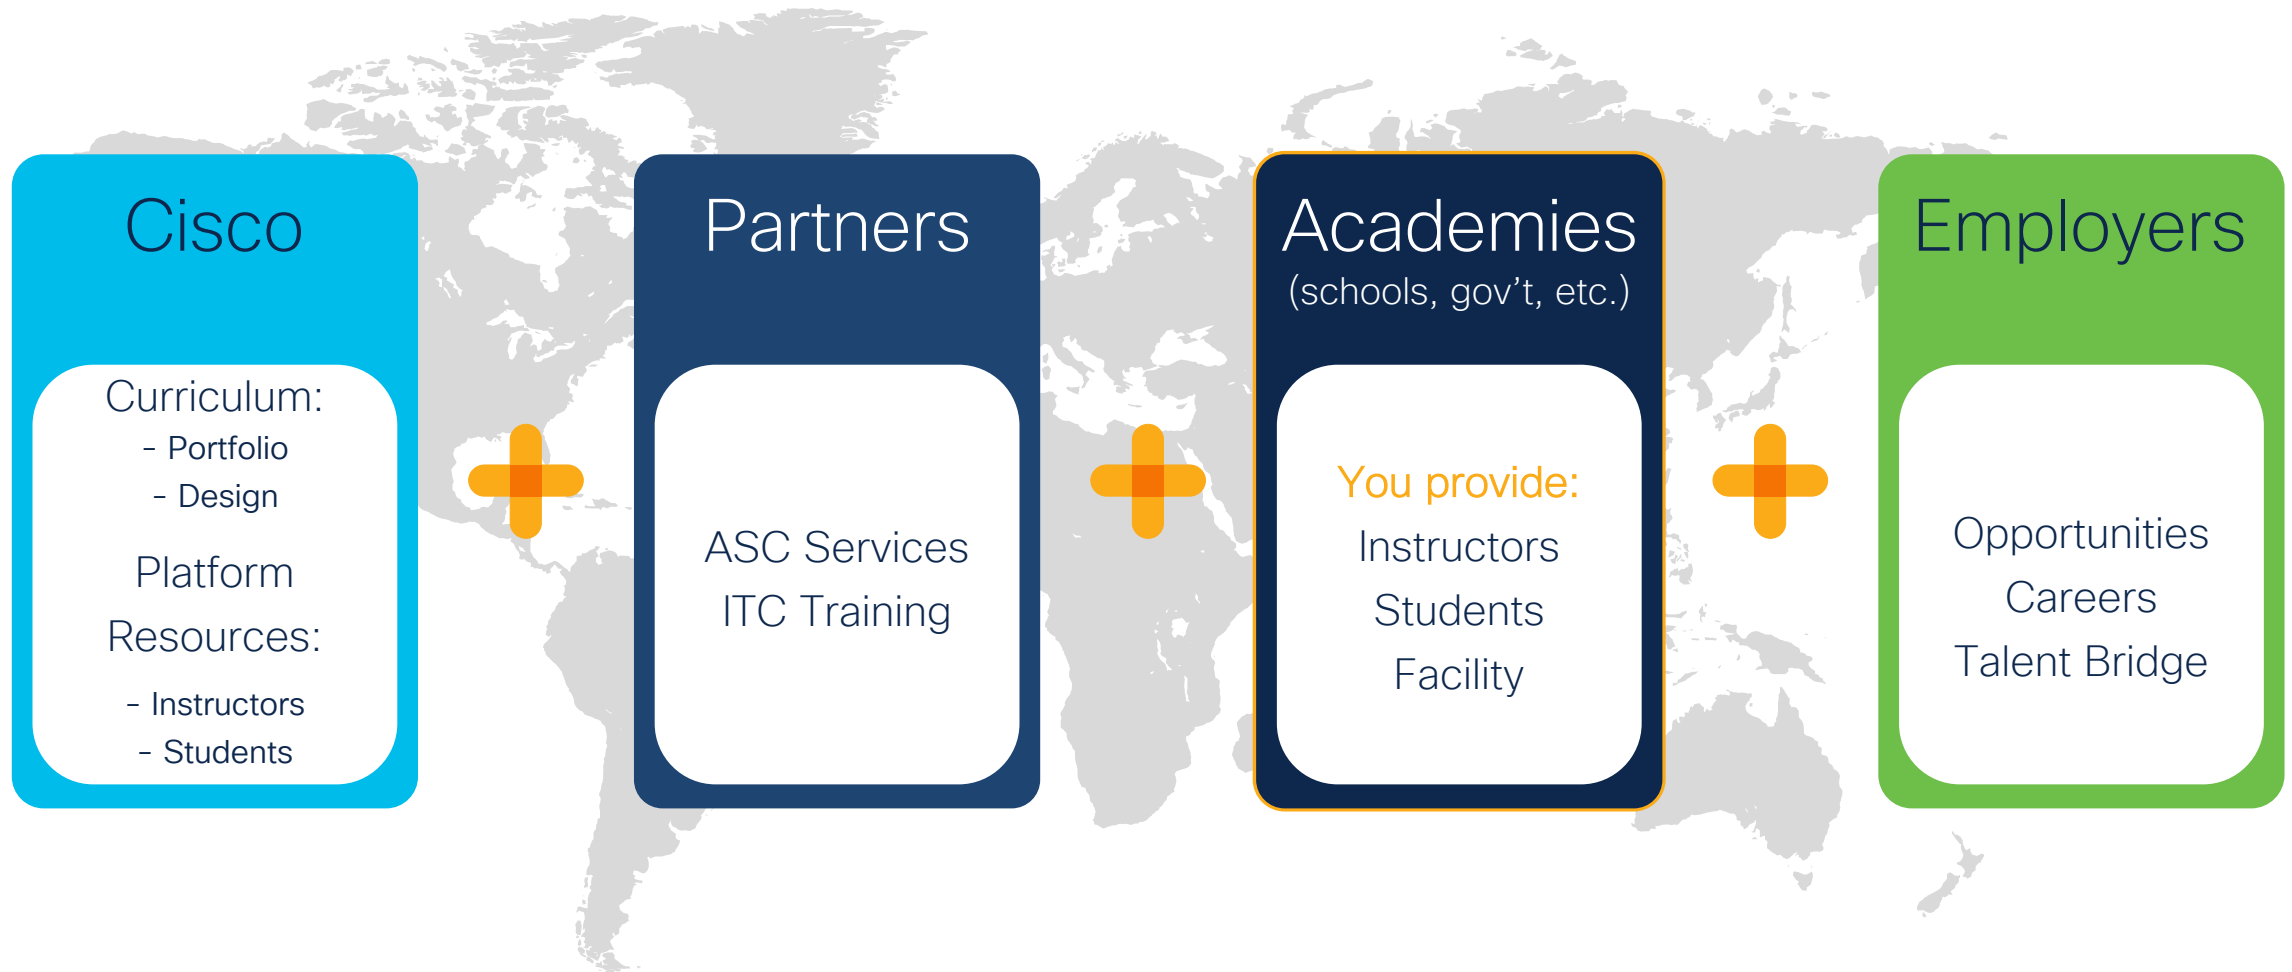 Cisco
Curriculum:
- Portfolio
- Design
Platform
Resources:
- Instructors
- Students
Partners
ASC Services
ITC Training
Academies
(schools, gov’t, etc.)
You provide:
Instructors
Students
Facility
Employers
Opportunities
Careers
Talent Bridge